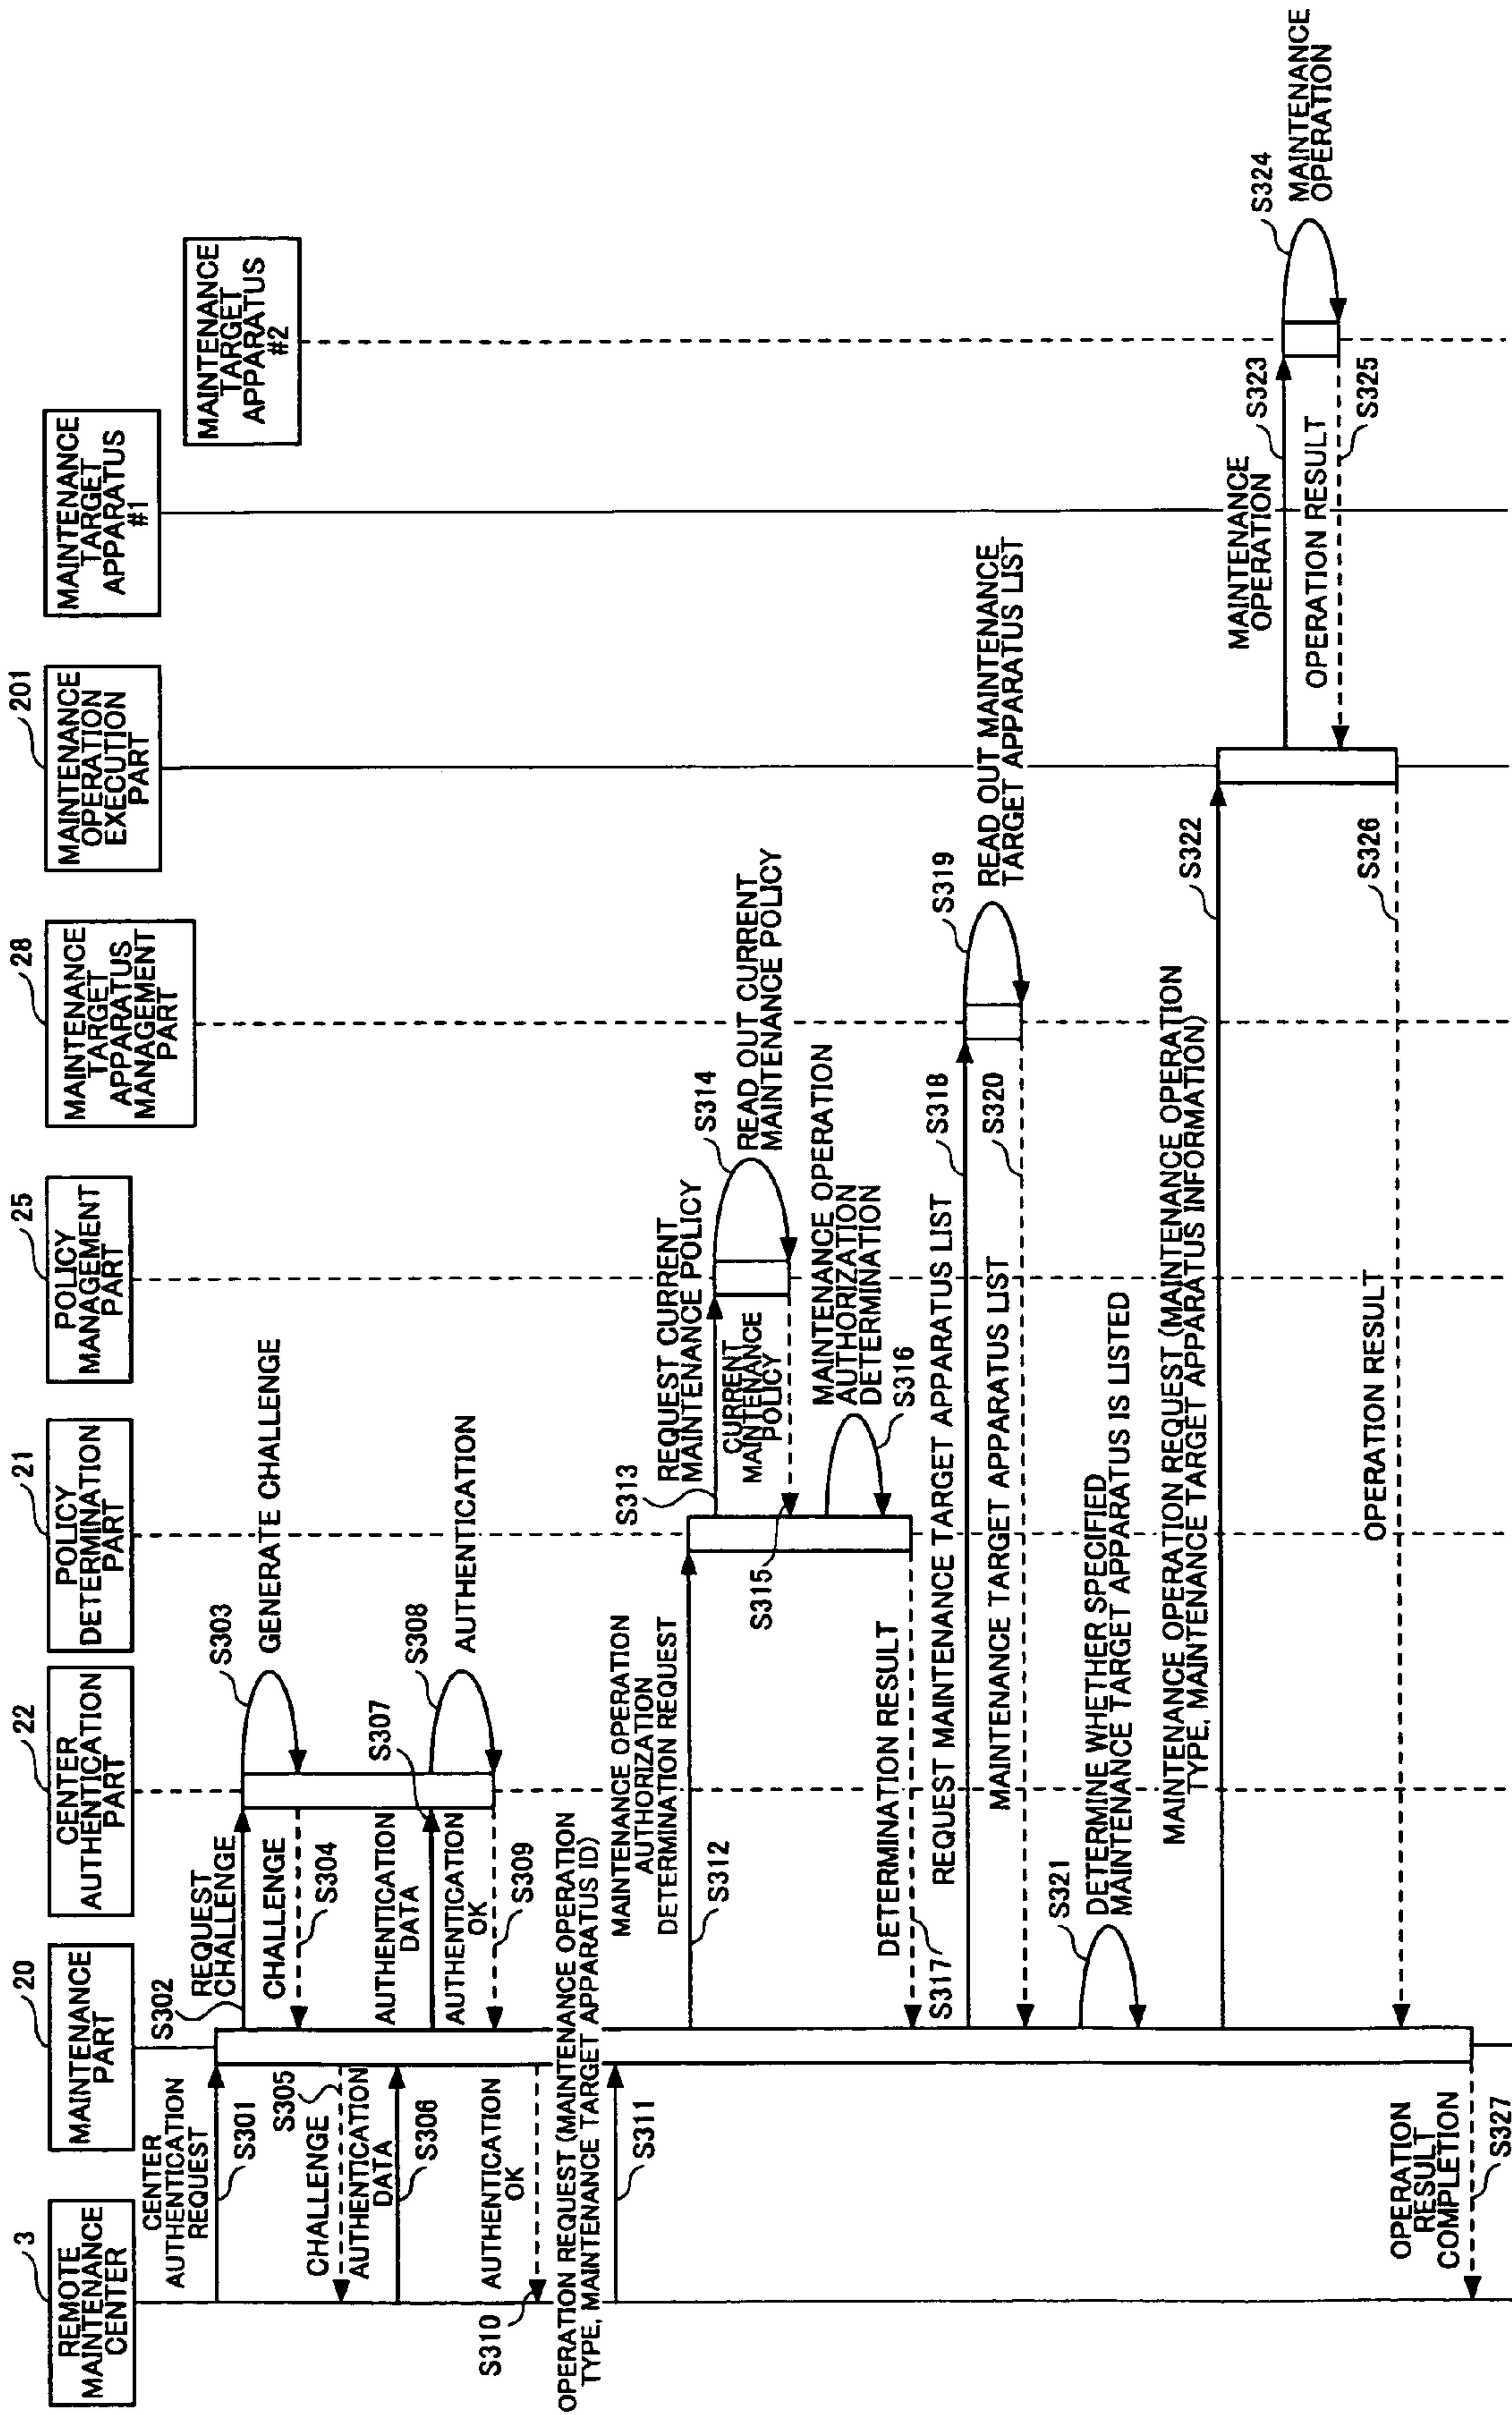 3
REMOTE
MAINTENANCE
CENTER
20
MAINTENANCE
PART
22
CENTER
AUTHENTICATION
PART
21
POLICY
DETERMINATION
PART
25
POLICY
MANAGEMENT
PART
28
MAINTENANCE
TARGET
APPARATUS
MANAGEMENT
PART
201
MAINTENANCE
OPERATION
EXECUTION
PART
MAINTENANCE
TARGET
APPARATUS
#1
MAINTENANCE
TARGET
APPARATUS
#2
CENTER
AUTHENTICATION
REQUEST
S301
S302
REQUEST
CHALLENGE
S303
GENERATE CHALLENGE
CHALLENGE
S304
S305
CHALLENGE
AUTHENTICATION
DATA
S306
AUTHENTICATION
DATA
S307
S308
AUTHENTICATION
AUTHENTICATION
OK
S309
AUTHENTICATION
OK
S310
OPERATION REQUEST (MAINTENANCE OPERATION
TYPE, MAINTENANCE TARGET APPARATUS ID)
S311
MAINTENANCE OPERATION
AUTHORIZATION
DETERMINATION REQUEST
S312
S313
REQUEST CURRENT
MAINTENANCE POLICY
S314
READ OUT CURRENT
MAINTENANCE POLICY
CURRENT
MAINTENANCE
POLICY
S315
MAINTENANCE OPERATION
AUTHORIZATION
DETERMINATION
S316
DETERMINATION RESULT
S317
REQUEST MAINTENANCE TARGET APPARATUS LIST
S318
S319
READ OUT MAINTENANCE
TARGET APPARATUS LIST
MAINTENANCE TARGET APPARATUS LIST
S320
S321
DETERMINE WHETHER SPECIFIED
MAINTENANCE TARGET APPARATUS IS LISTED
MAINTENANCE OPERATION REQUEST (MAINTENANCE OPERATION
TYPE, MAINTENANCE TARGET APPARATUS INFORMATION)
S322
MAINTENANCE
OPERATION
S323
S324
MAINTENANCE
OPERATION
OPERATION RESULT
S325
OPERATION RESULT
S326
OPERATION
RESULT
COMPLETION
S327